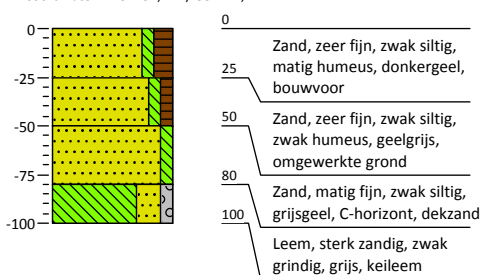 0
-25
-50
-75
-100
0
Zand, zeer fijn, zwak siltig,
matig humeus, donkergeel,
bouwvoor
25
Zand, zeer fijn, zwak siltig,
zwak humeus, geelgrijs,
omgewerkte grond
50
Zand, matig fijn, zwak siltig,
grijsgeel, C-horizont, dekzand
80
Leem, sterk zandig, zwak
grindig, grijs, keileem
100